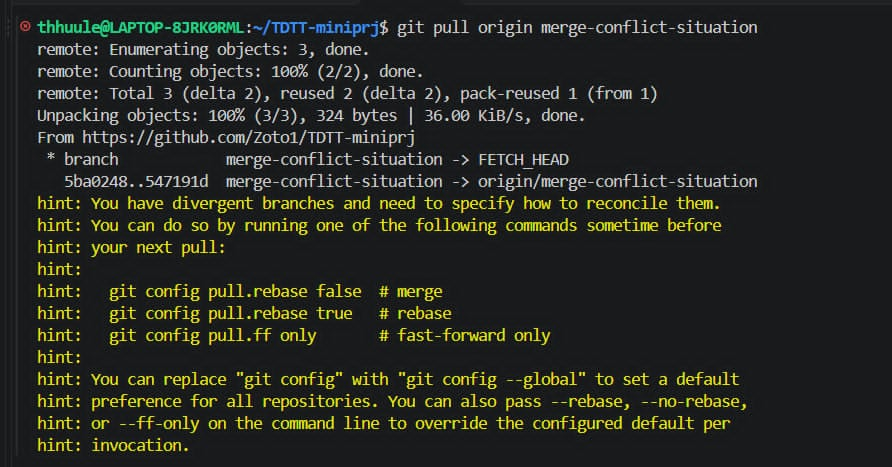 thhuule@LAPTOP-8JRK0RML:~/TDTT-miniprj$ git pull origin merge-conflict-situation
remote: Enumerating objects: 3, done.
remote: Counting objects: 100% (2/2), done.
remote: Total 3 (delta 2), reused 2 (delta 2), pack-reused 1 (from 1)
Unpacking objects: 100% (3/3), 324 bytes | 36.00 KiB/s, done.
From https://github.com/Zoto1/TDTT-miniprj
 * branch            merge-conflict-situation -> FETCH_HEAD
   5ba0248..547191d  merge-conflict-situation -> origin/merge-conflict-situation
hint: You have divergent branches and need to specify how to reconcile them.
hint: You can do so by running one of the following commands sometime before
hint: your next pull:
hint:
hint:   git config pull.rebase false  # merge
hint:   git config pull.rebase true   # rebase
hint:   git config pull.ff only       # fast-forward only
hint:
hint: You can replace "git config" with "git config --global" to set a default
hint: preference for all repositories. You can also pass --rebase, --no-rebase,
hint: or --ff-only on the command line to override the configured default per
hint: invocation.